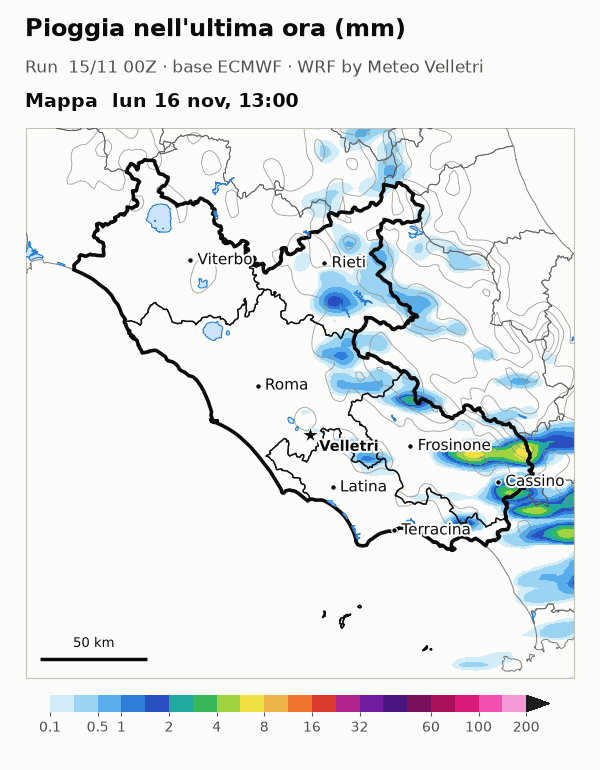 Pioggia nell'ultima ora (mm)
Run  15/11 00Z · base ECMWF · WRF by Meteo Velletri
Mappa  lun 16 nov, 13:00
Viterbo
Rieti
Roma
Velletri
Frosinone
Latina
Cassino
Terracina
50 km
0.1 0.5 1 2 4 8 16 32 60 100 200